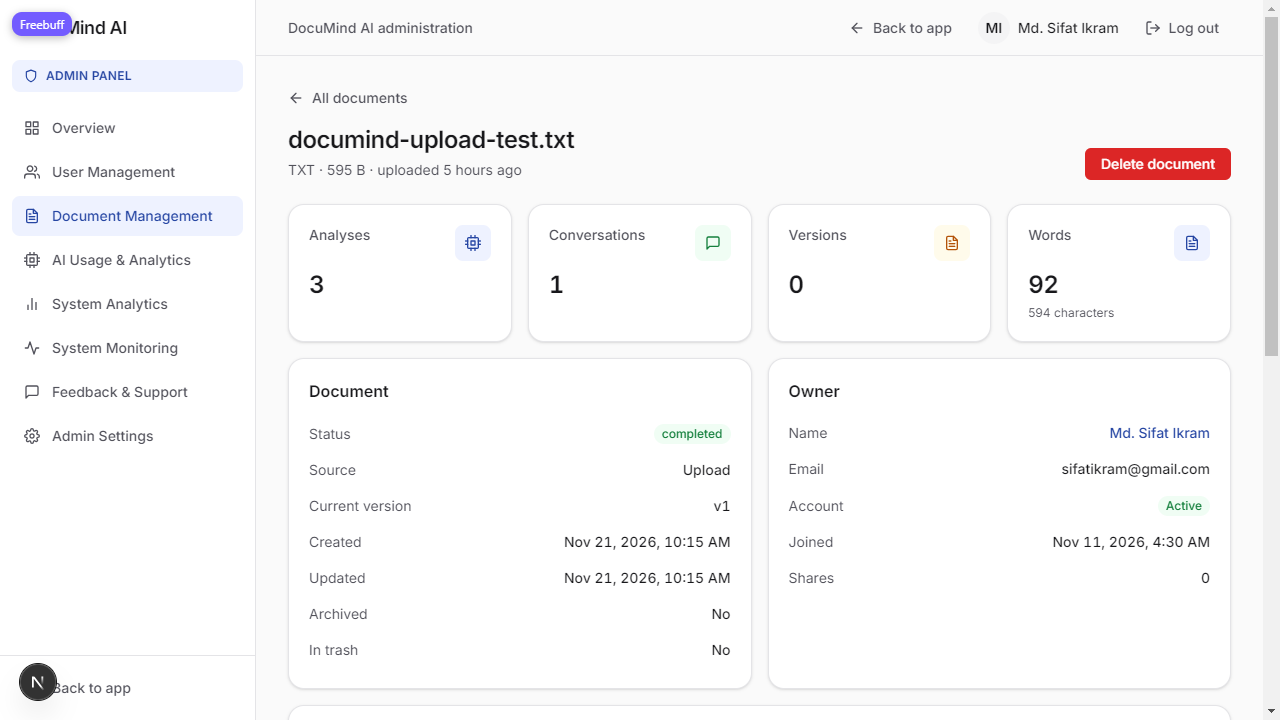 Freebuff
Mind AI
ADMIN PANEL
Overview
User Management
Document Management
AI Usage & Analytics
System Analytics
System Monitoring
Feedback & Support
Admin Settings
N
Back to app
DocuMind AI administration
Back to app
MI
Md. Sifat Ikram
Log out
All documents
documind-upload-test.txt
TXT · 595 B · uploaded 5 hours ago
Delete document
Analyses
3
Conversations
1
Versions
0
Words
92
594 characters
Document
Status completed
Source Upload
Current version v1
Created Nov 21, 2026, 10:15 AM
Updated Nov 21, 2026, 10:15 AM
Archived No
In trash No
Owner
Name Md. Sifat Ikram
Email sifatikram@gmail.com
Account Active
Joined Nov 11, 2026, 4:30 AM
Shares 0